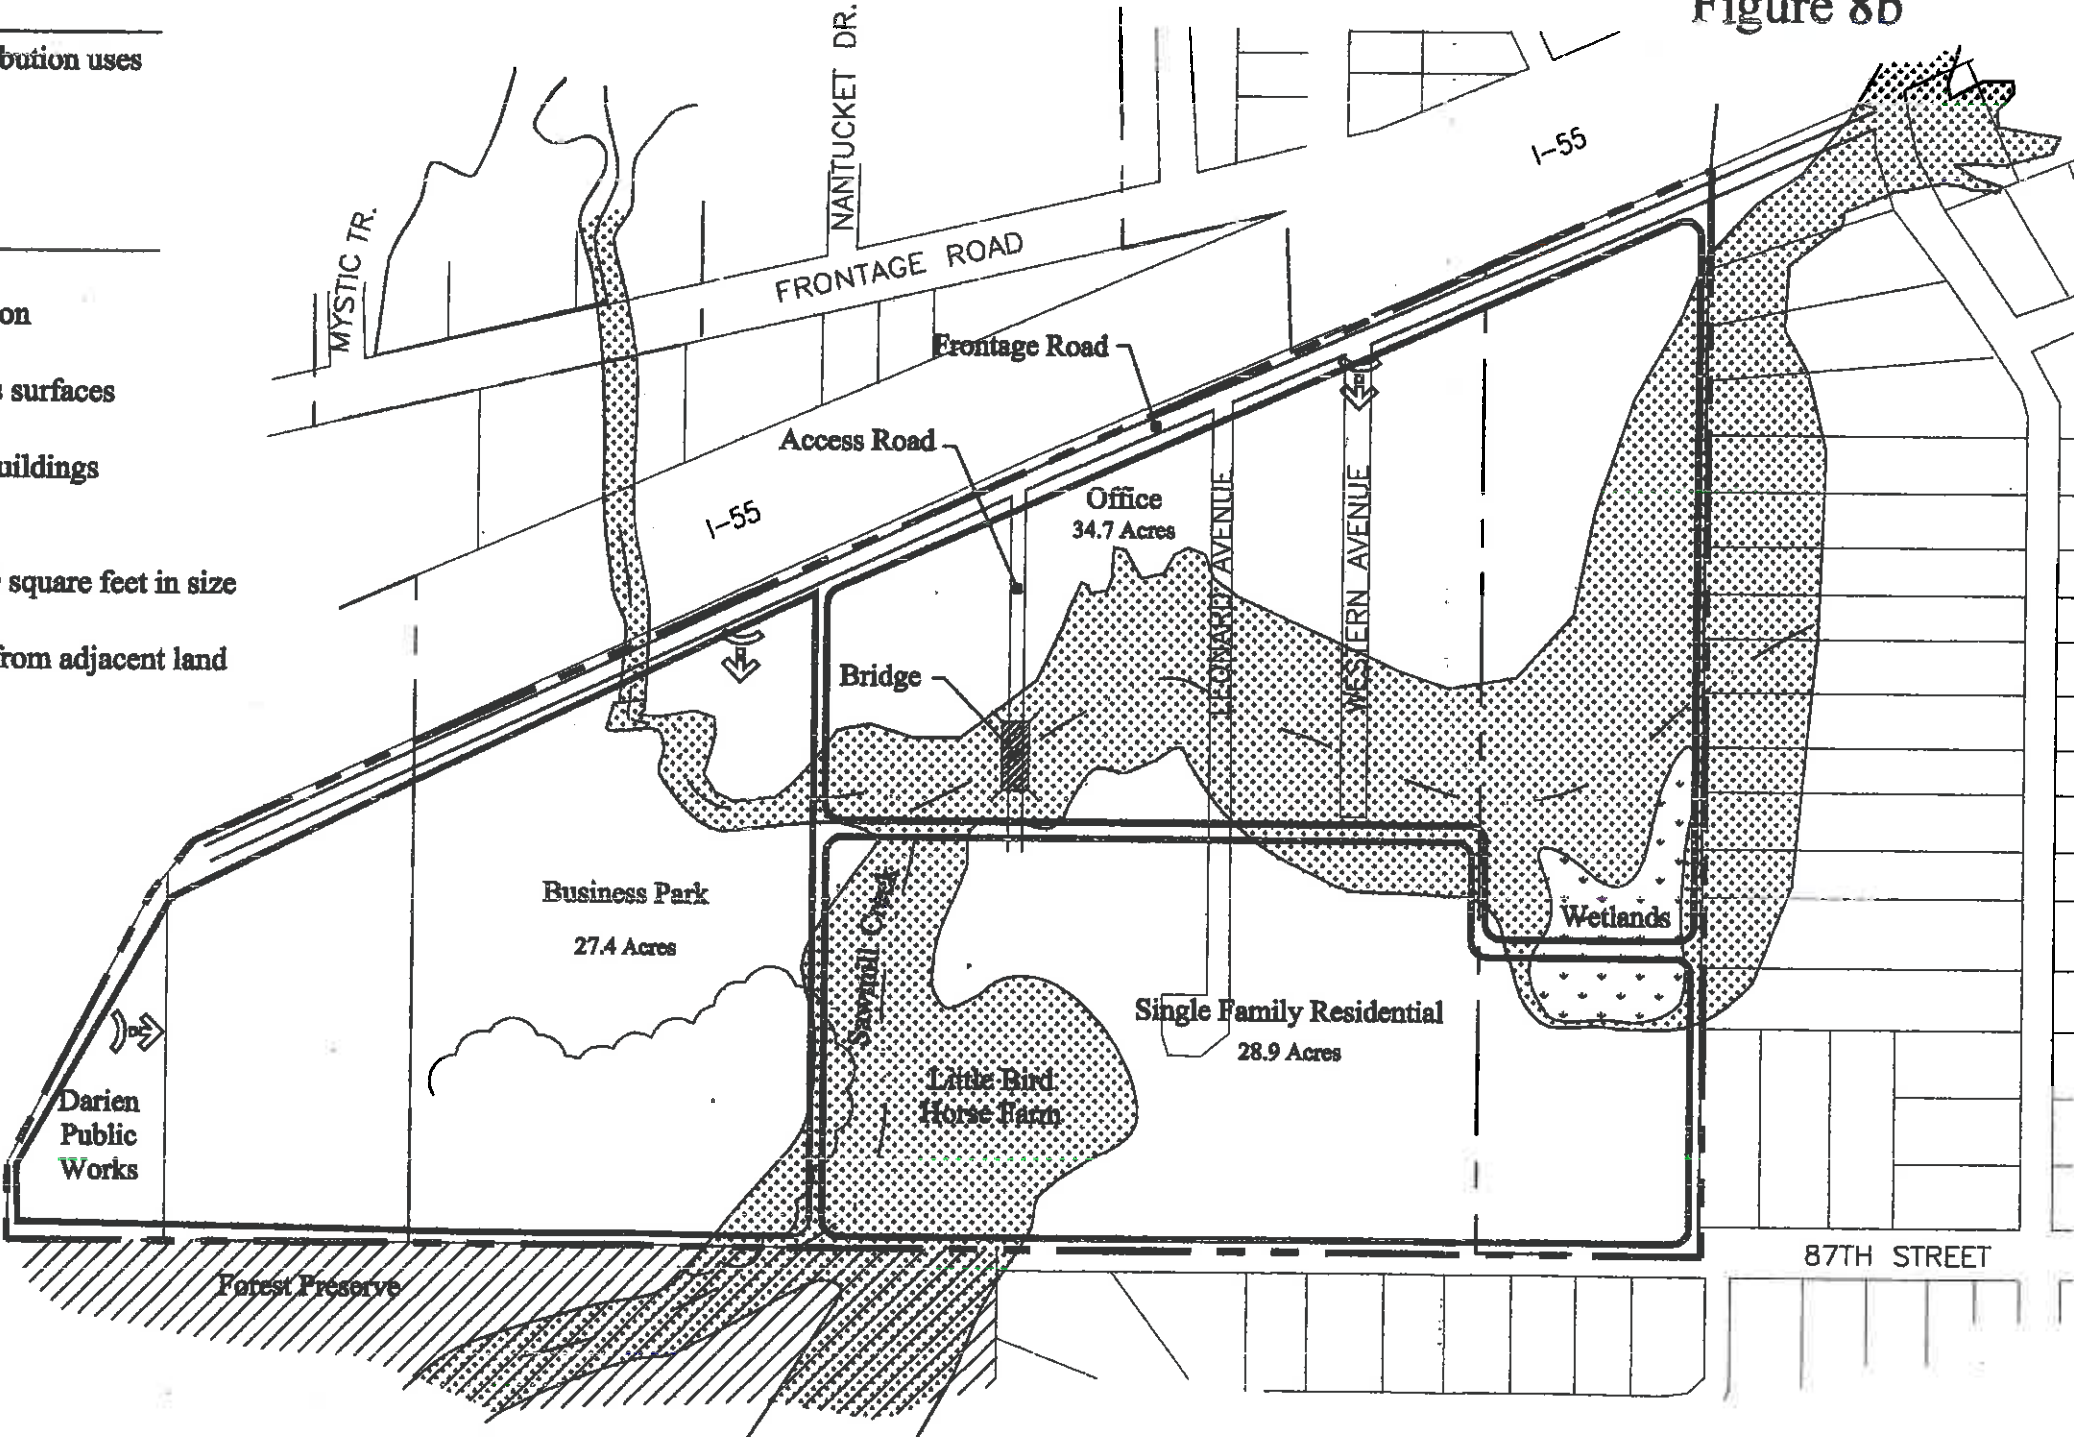 Figure 8b
bution uses
on
s surfaces
uildings
square feet in size
from adjacent land
MYSTIC TR.
NANTUCKET DR.
FRONTAGE ROAD
I-55
I-55
Frontage Road
Access Road
Office
34.7 Acres
LEONARD AVENUE
WESTERN AVENUE
Bridge
Business Park
27.4 Acres
Sawmill Creek
Wetlands
Single Family Residential
28.9 Acres
Little Bird
Horse Farm
Darien
Public
Works
Forest Preserve
87TH STREET